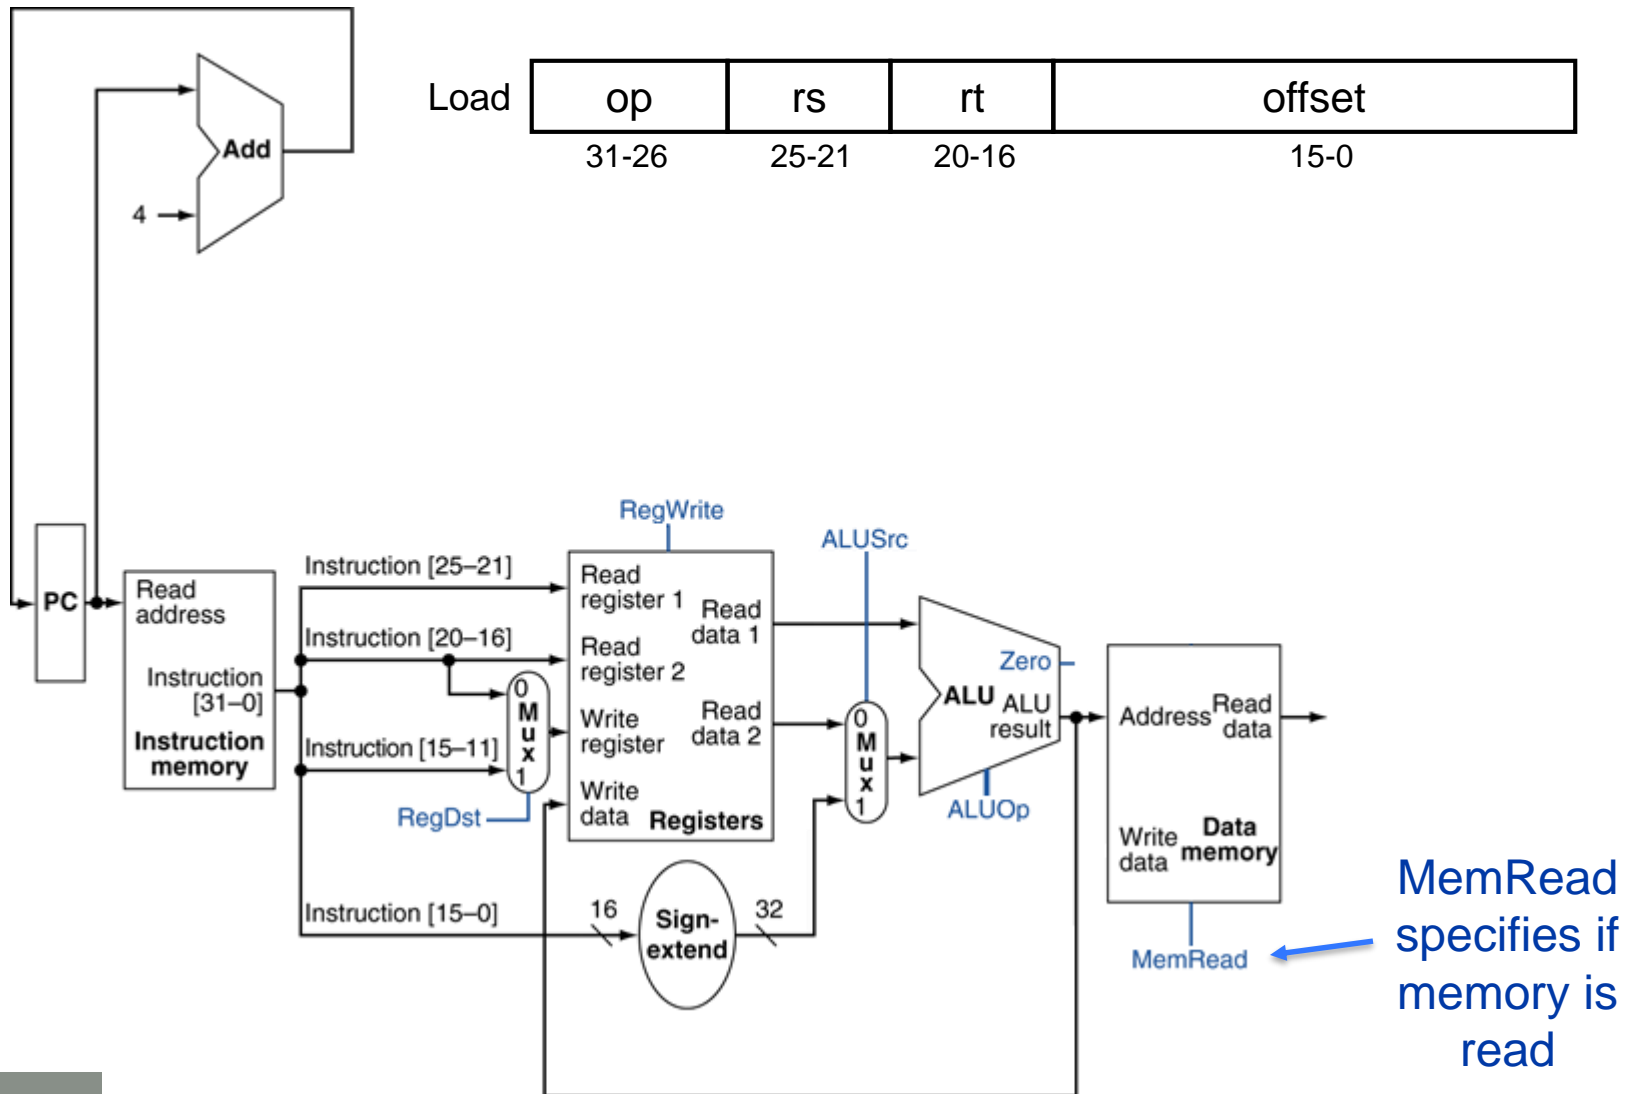 Load
op
rs
rt
offset
31-26
25-21
20-16
15-0
Add
4
PC
Read
address
Instruction
[31–0]
Instruction
memory
Instruction [25–21]
Instruction [20–16]
Instruction [15–11]
Instruction [15–0]
0
M
u
x
1
RegDst
RegWrite
Read
register 1
Read
register 2
Write
register
Write
data
Read
data 1
Read
data 2
Registers
16
Sign-
extend
32
ALUSrc
0
M
u
x
1
Zero
ALU
ALU
result
ALUOp
Address
Read
data
Write
data
Data
memory
MemRead
MemRead
specifies if
memory is
read